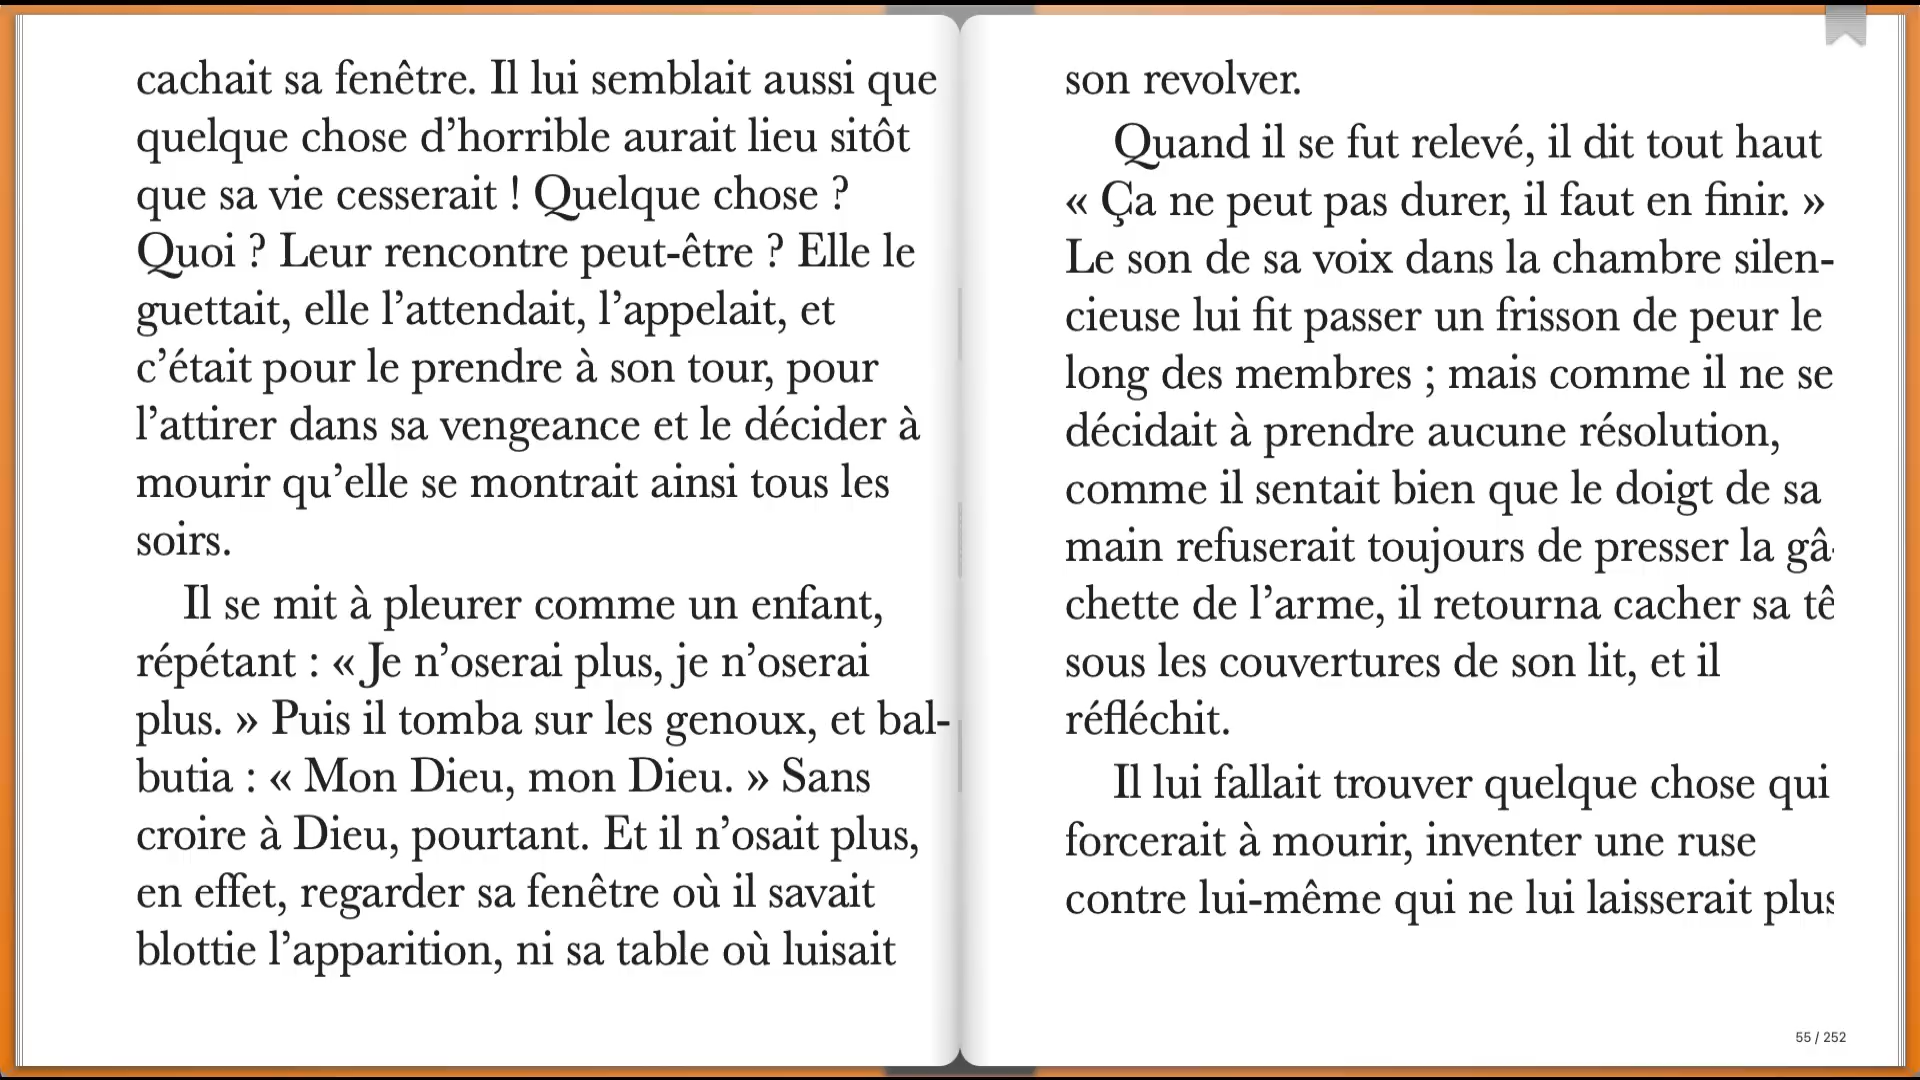 cachait sa fenêtre. Il lui semblait aussi que
quelque chose d’horrible aurait lieu sitôt
que sa vie cesserait ! Quelque chose ?
Quoi ? Leur rencontre peut-être ? Elle le
guettait, elle l’attendait, l’appelait, et
c’était pour le prendre à son tour, pour
l’attirer dans sa vengeance et le décider à
mourir qu’elle se montrait ainsi tous les
soirs.
Il se mit à pleurer comme un enfant,
répétant : « Je n’oserai plus, je n’oserai
plus. » Puis il tomba sur les genoux, et bal-
butia : « Mon Dieu, mon Dieu. » Sans
croire à Dieu, pourtant. Et il n’osait plus,
en effet, regarder sa fenêtre où il savait
blottie l’apparition, ni sa table où luisait
son revolver.
Quand il se fut relevé, il dit tout haut
« Ça ne peut pas durer, il faut en finir. »
Le son de sa voix dans la chambre silen-
cieuse lui fit passer un frisson de peur le
long des membres ; mais comme il ne se
décidait à prendre aucune résolution,
comme il sentait bien que le doigt de sa
main refuserait toujours de presser la gâ-
chette de l’arme, il retourna cacher sa tê
sous les couvertures de son lit, et il
réfléchit.
Il lui fallait trouver quelque chose qui
forcerait à mourir, inventer une ruse
contre lui-même qui ne lui laisserait plus
55 / 252